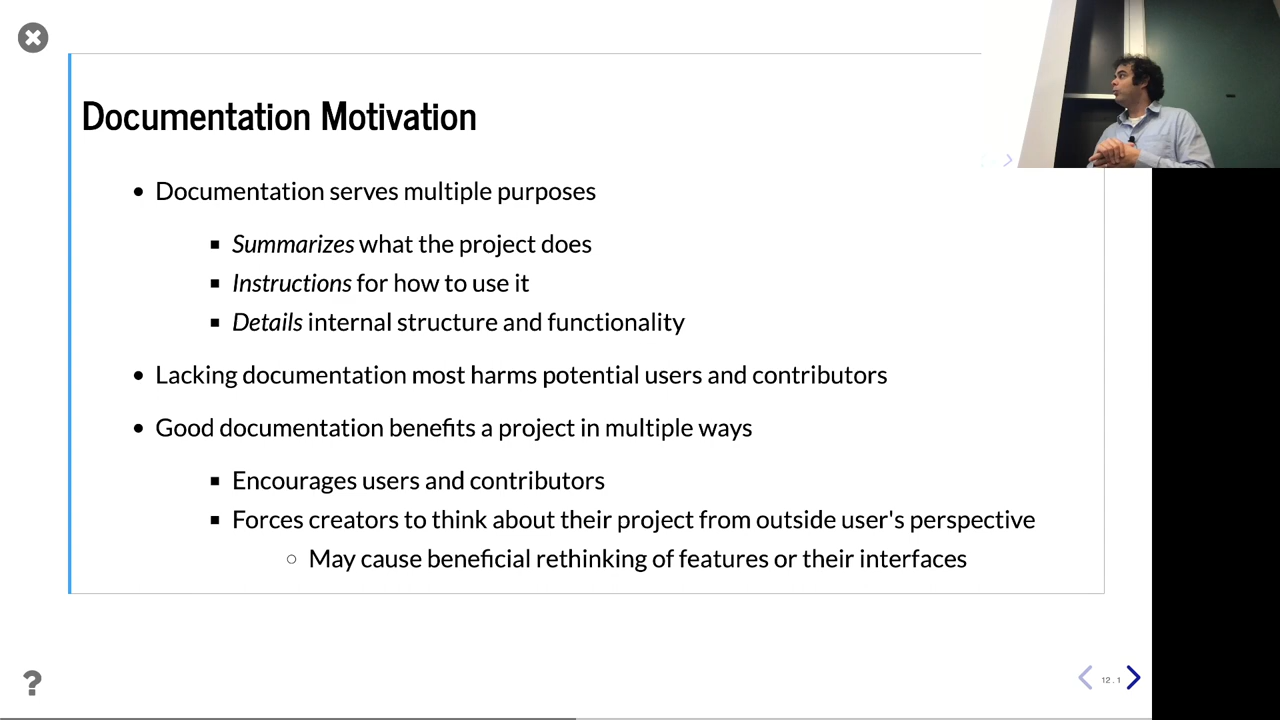 Documentation Motivation
• Documentation serves multiple purposes
▪ Summarizes what the project does
▪ Instructions for how to use it
▪ Details internal structure and functionality
• Lacking documentation most harms potential users and contributors
• Good documentation benefits a project in multiple ways
▪ Encourages users and contributors
▪ Forces creators to think about their project from outside user's perspective
○ May cause beneficial rethinking of features or their interfaces
?
12.1